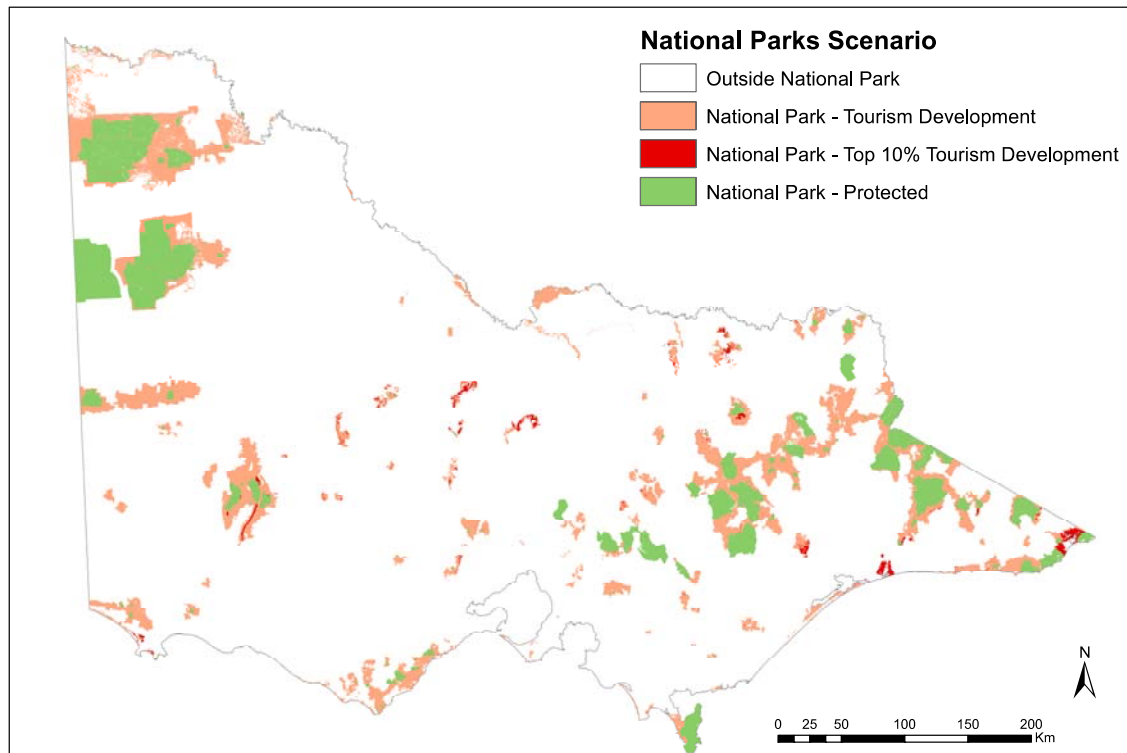 National Parks Scenario
Outside National Park
National Park - Tourism Development
National Park - Top 10% Tourism Development
National Park - Protected
N
0 25 50 100 150 200
Km